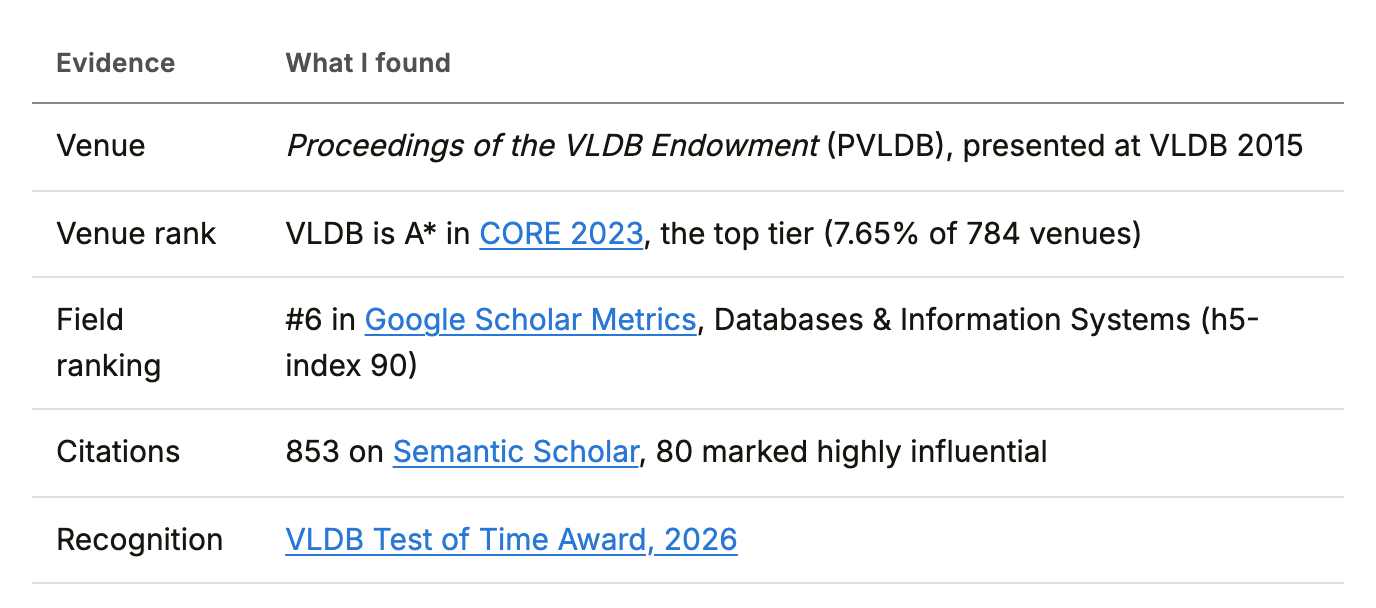 Evidence What I found
Venue Proceedings of the VLDB Endowment (PVLDB), presented at VLDB 2015
Venue rank VLDB is A* in CORE 2023, the top tier (7.65% of 784 venues)
Field ranking #6 in Google Scholar Metrics, Databases & Information Systems (h5-
index 90)
Citations 853 on Semantic Scholar, 80 marked highly influential
Recognition VLDB Test of Time Award, 2026